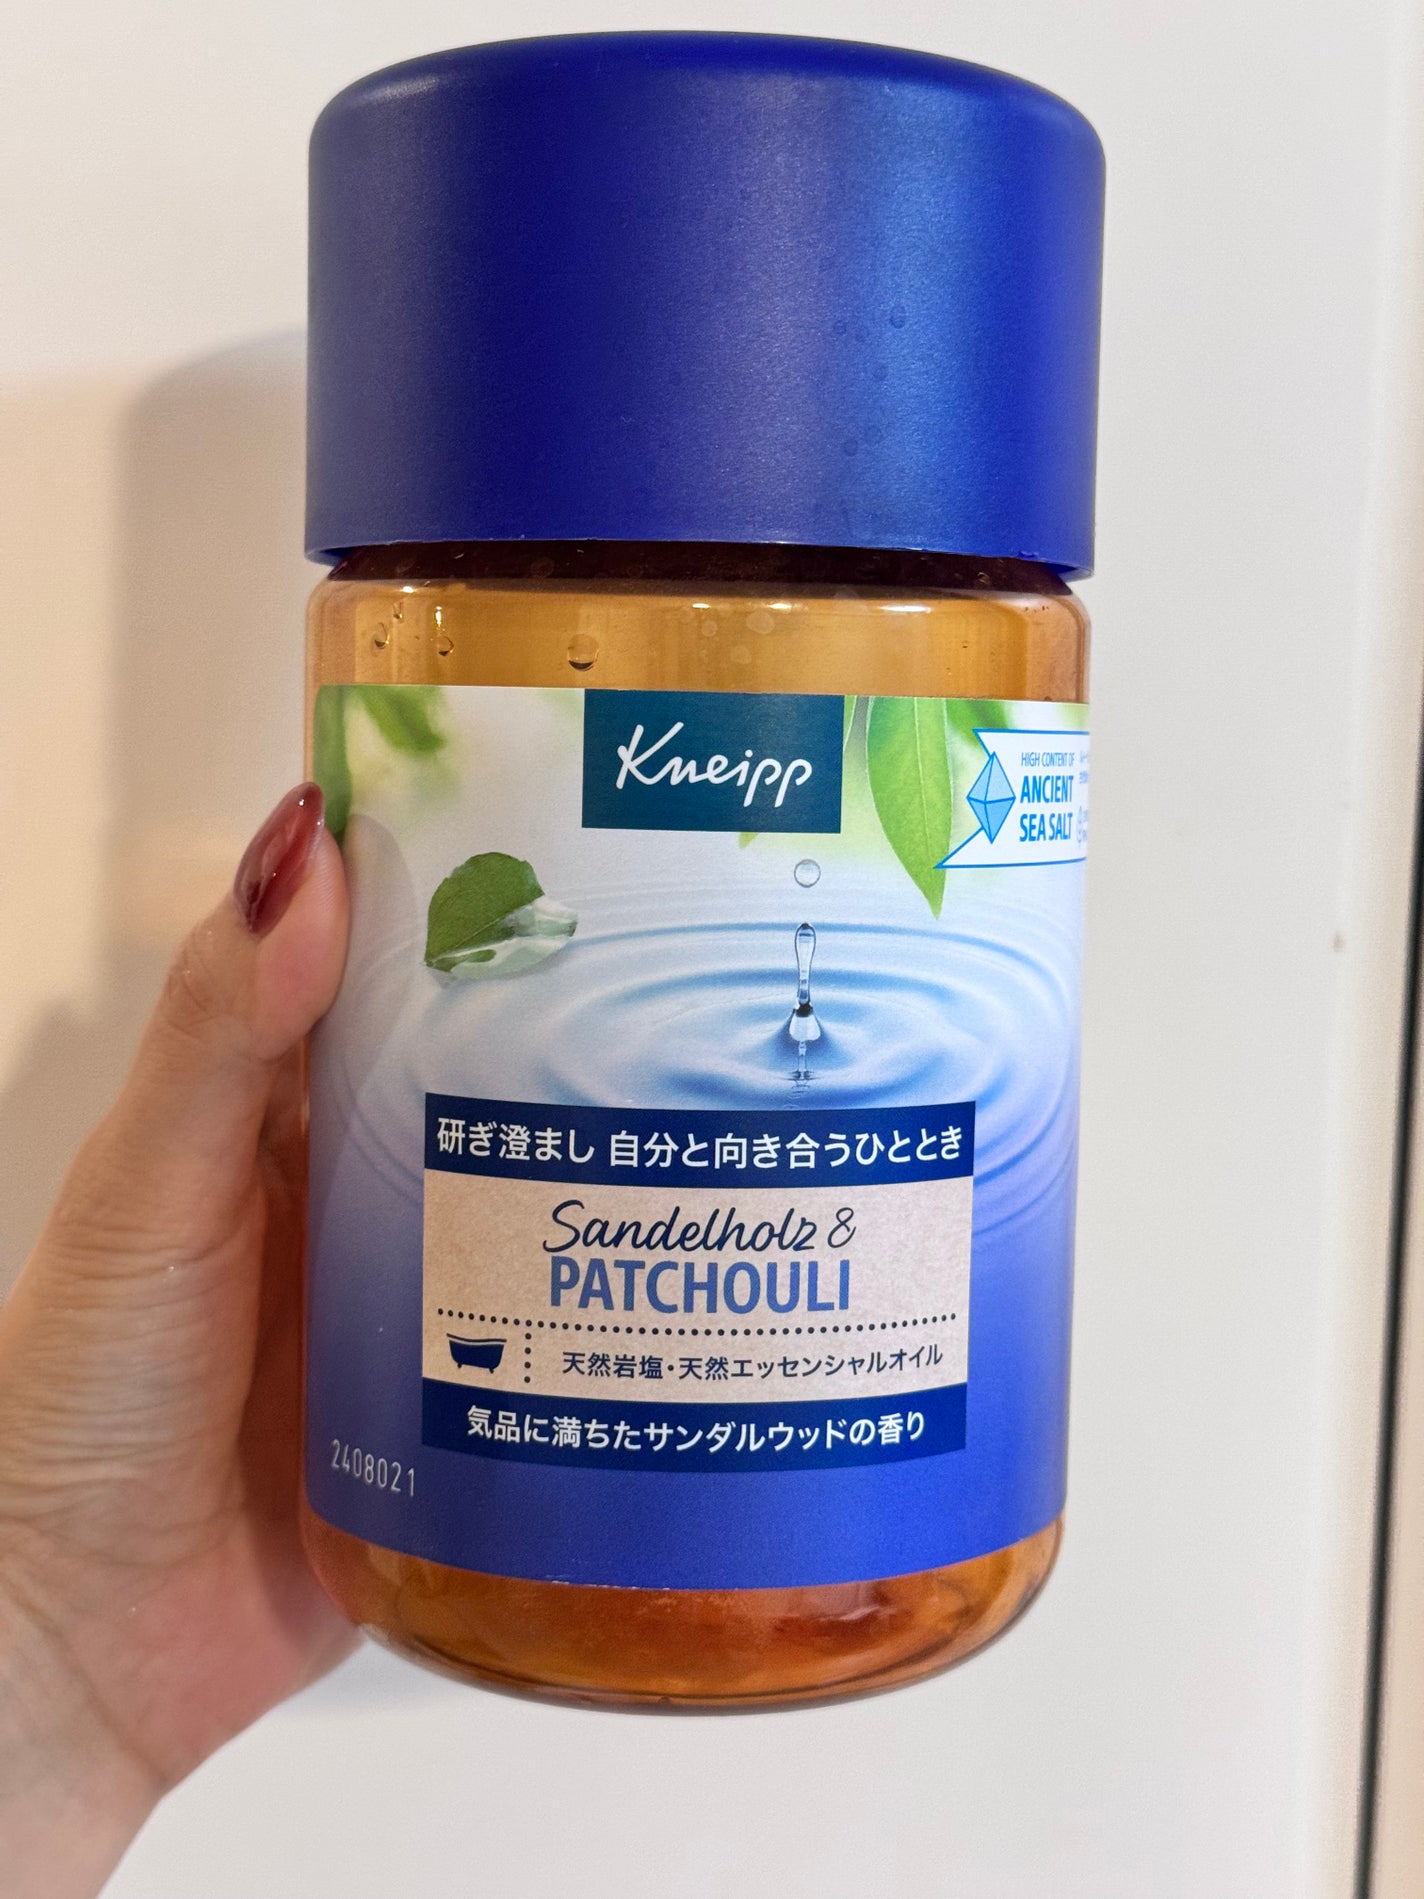 Kneipp
HIGH CONTENT OF
ANCIENT
SEA SALT
研ぎ澄まし 自分と向き合うひととき
Sandelholz &
PATCHOULI
天然岩塩・天然エッセンシャルオイル
気品に満ちたサンダルウッドの香り
2408021